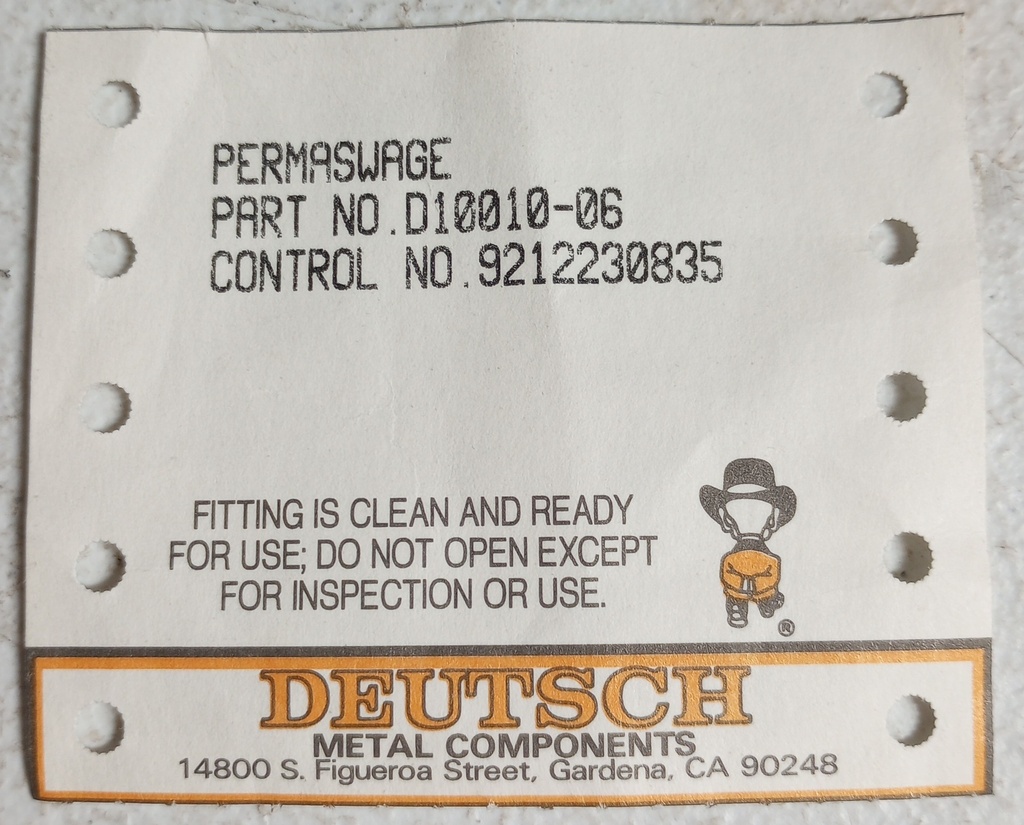 PERMASWAGE
PART NO.D10010-06
CONTROL NO.9212230835
FITTING IS CLEAN AND READY
FOR USE; DO NOT OPEN EXCEPT
FOR INSPECTION OR USE.
®
DEUTSCH
METAL COMPONENTS
14800 S. Figueroa Street, Gardena, CA 90248